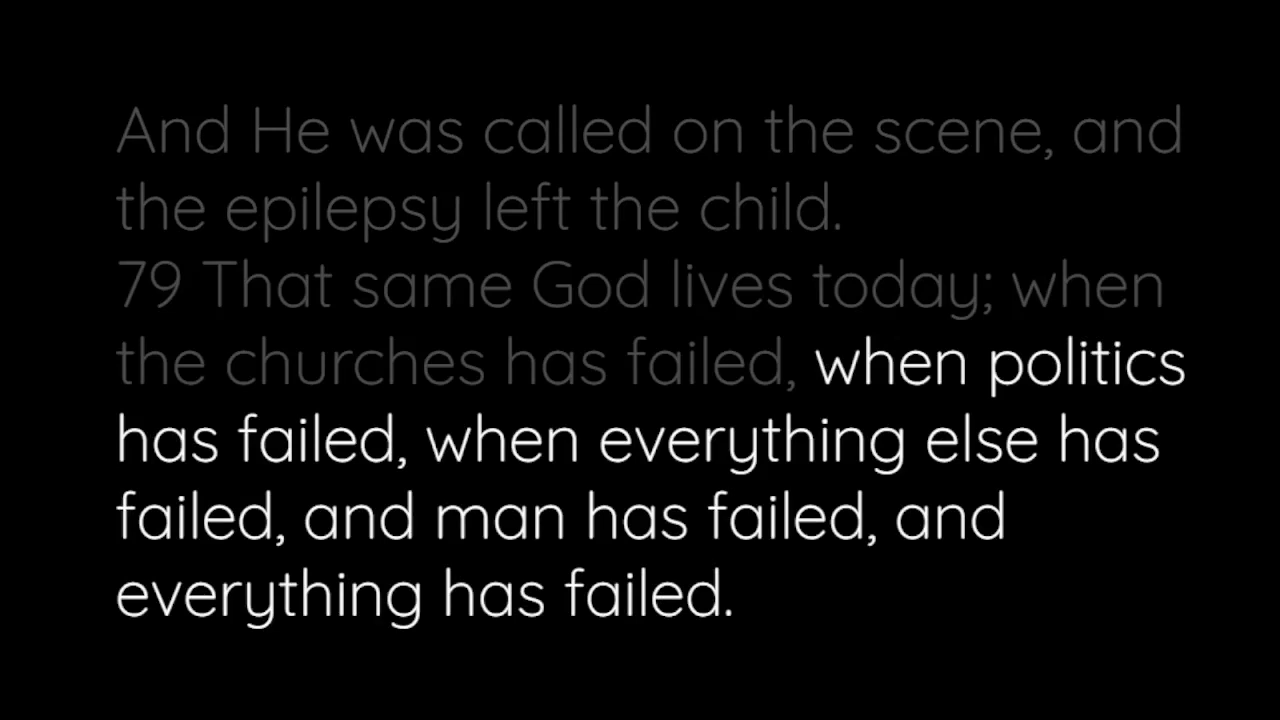 And He was called on the scene, and
the epilepsy left the child.
79 That same God lives today; when
the churches has failed, when politics
has failed, when everything else has
failed, and man has failed, and
everything has failed.